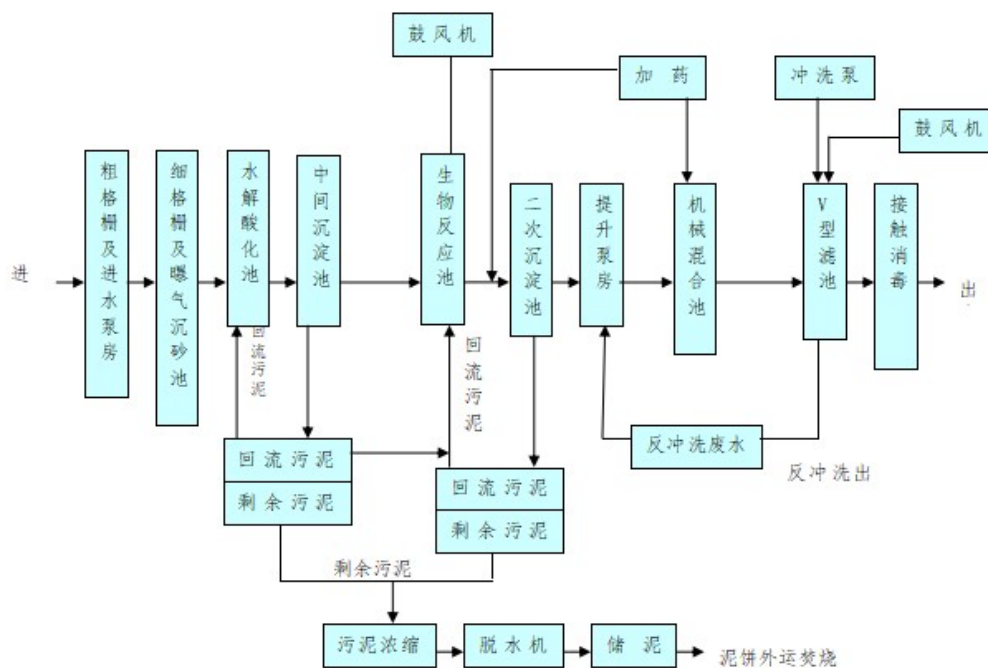 鼓风机
加药
冲洗泵
鼓风机
进
粗格栅及进水泵房
细格栅及曝气沉砂池
水解酸化池
中间沉淀池
生物反应池
二次沉淀池
提升泵房
机械混合池
V型滤池
接触消毒
出
回流污泥
回流污泥
回流污泥
剩余污泥
回流污泥
剩余污泥
反冲洗废水
反冲洗出
剩余污泥
污泥浓缩
脱水机
储泥
泥饼外运焚烧